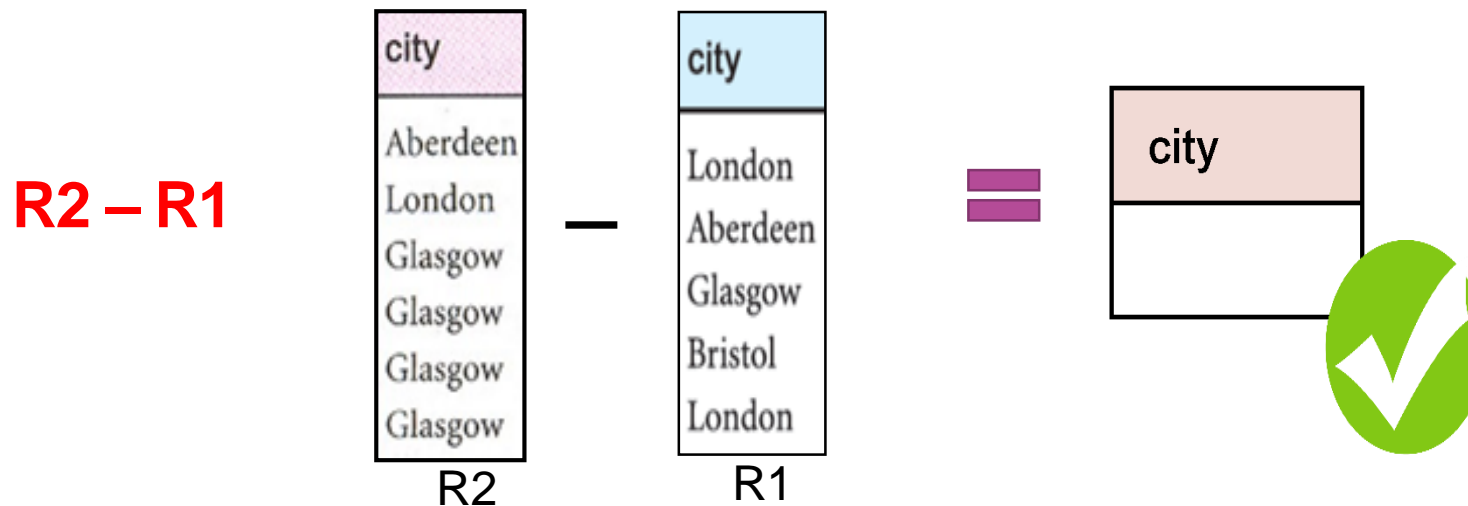 R2 – R1
city
Aberdeen
London
Glasgow
Glasgow
Glasgow
Glasgow
R2
–
city
London
Aberdeen
Glasgow
Bristol
London
R1
=
city